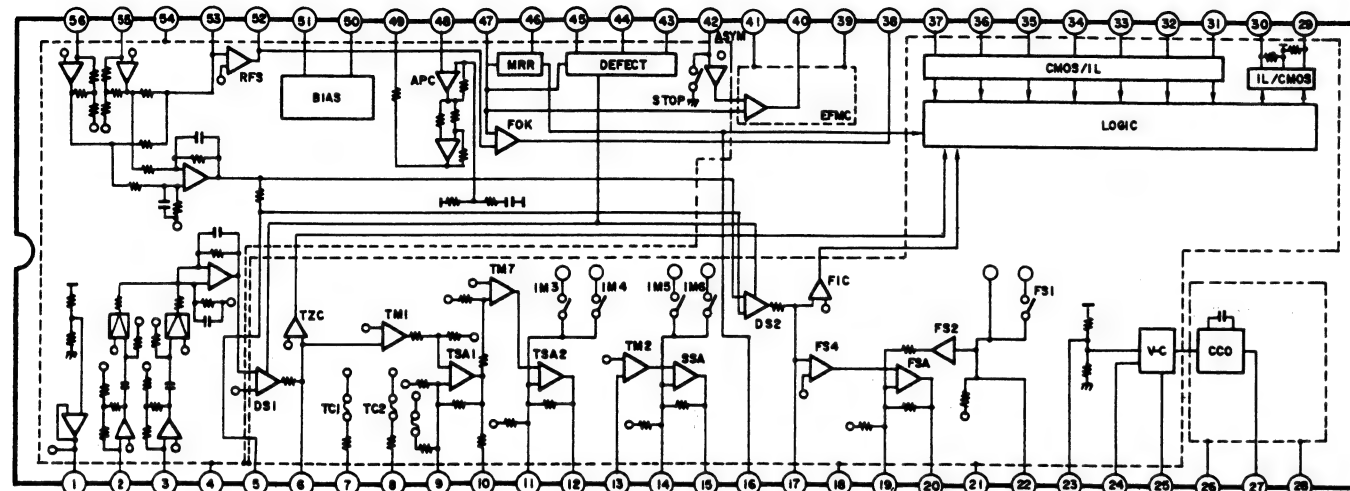 56 55 54 53 52 51 50 49 48 47 46 45 44 43 42 41 40 39 38 37 36 35 34 33 32 31 30 29
ASYM
RFS
APC
MRR
DEFECT
CMOS/IL
IL/CMOS
BIAS
STOP
EFMC
FOK
LOGIC
TM7
IM3
IM4
IM5
IM6
FIC
FS1
TZC
TM1
DS2
FS2
TSA1
TSA2
TM2
SSA
FS4
FSA
V-C
CCO
DS1
TC1
TC2
1 2 3 4 5 6 7 8 9 10 11 12 13 14 15 16 17 18 19 20 21 22 23 24 25 26 27 28